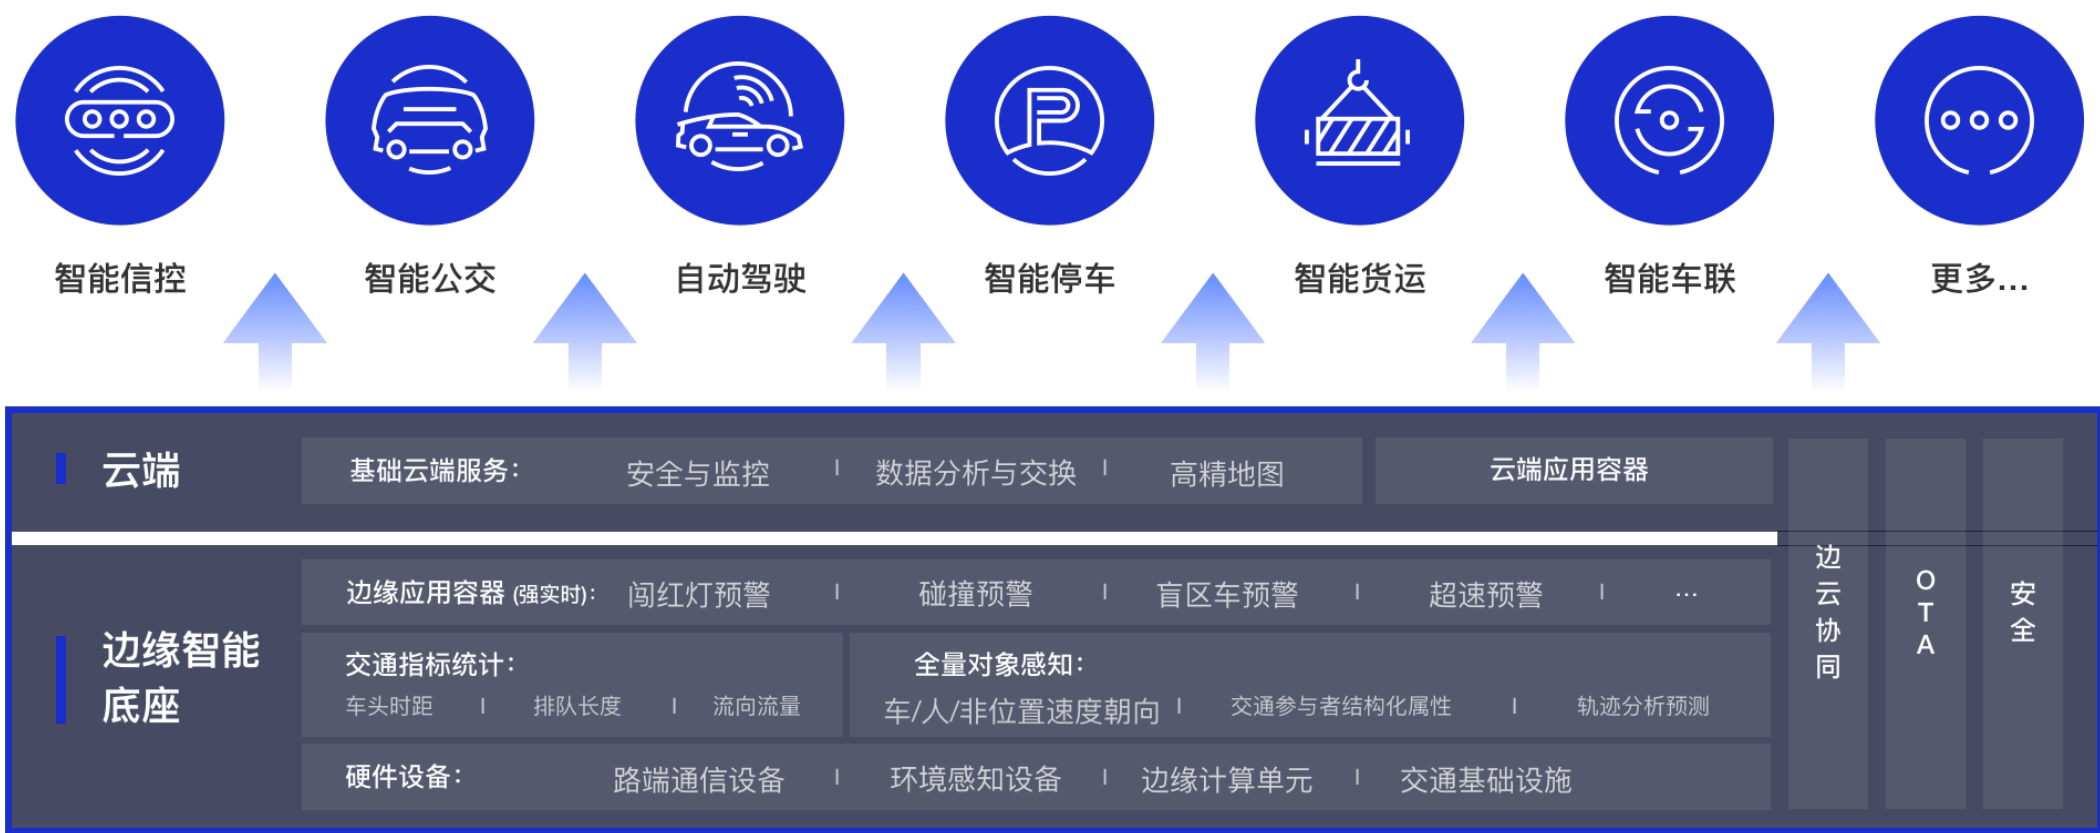 智能信控
智能公交
自动驾驶
智能停车
智能货运
智能车联
更多...
云端
基础云端服务：
安全与监控
数据分析与交换
高精地图
云端应用容器
边缘智能
底座
边缘应用容器 (强实时)：
闯红灯预警
碰撞预警
盲区车预警
超速预警
...
交通指标统计：
车头时距
排队长度
流向流量
全量对象感知：
车/人/非位置速度朝向
交通参与者结构化属性
轨迹分析预测
硬件设备：
路端通信设备
环境感知设备
边缘计算单元
交通基础设施
边云协同
OTA
安全